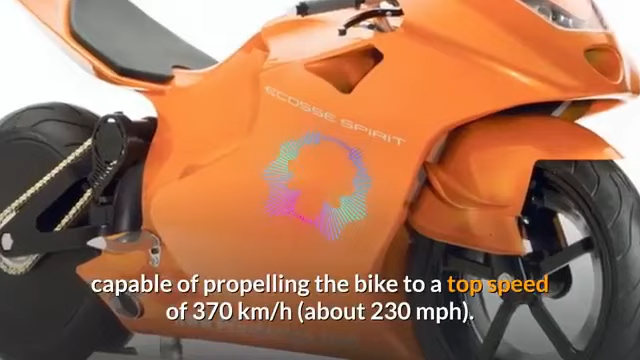 ECOSSE SPIRIT
capable of propelling the bike to a top speed
of 370 km/h (about 230 mph).